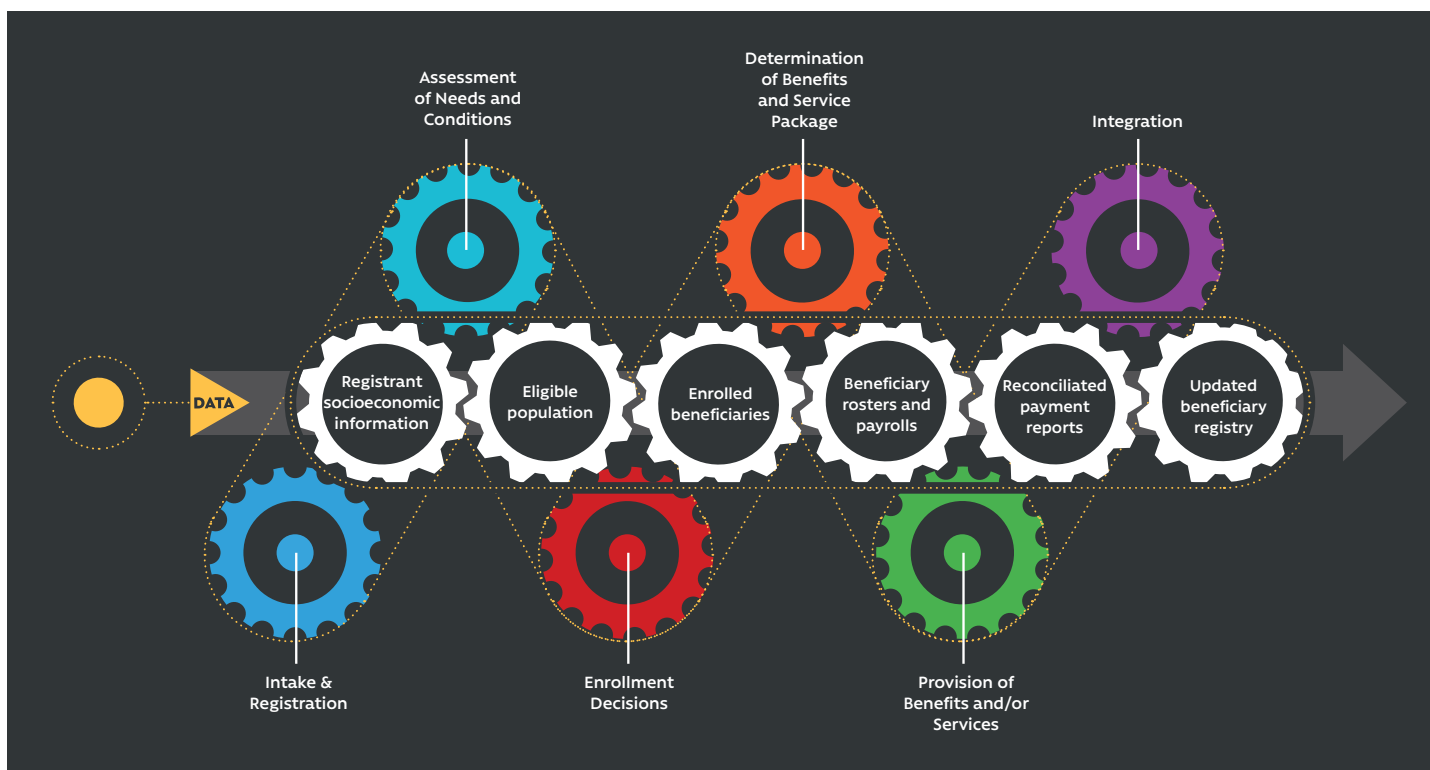 Assessment
of Needs and
Conditions
Determination
of Benefits
and Service
Package
Integration
DATA
Registrant
socioeconomic
information
Eligible
population
Enrolled
beneficiaries
Beneficiary
rosters and
payrolls
Reconciliated
payment
reports
Updated
beneficiary
registry
Intake &
Registration
Enrollment
Decisions
Provision of
Benefits and/or
Services